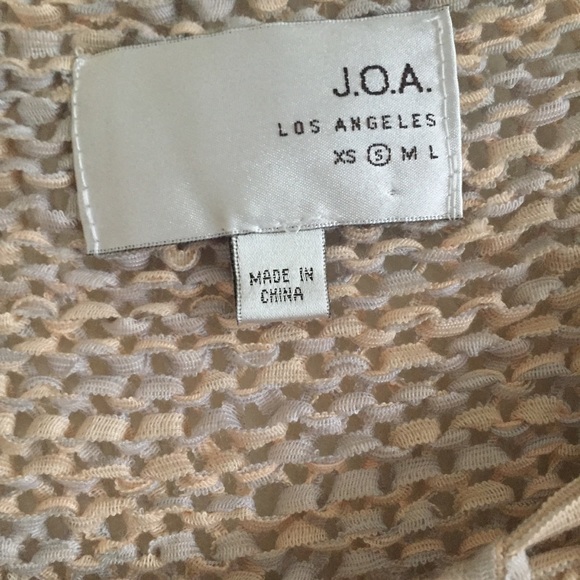 J.O.A.
LOS ANGELES
XS S M L
MADE IN
CHINA